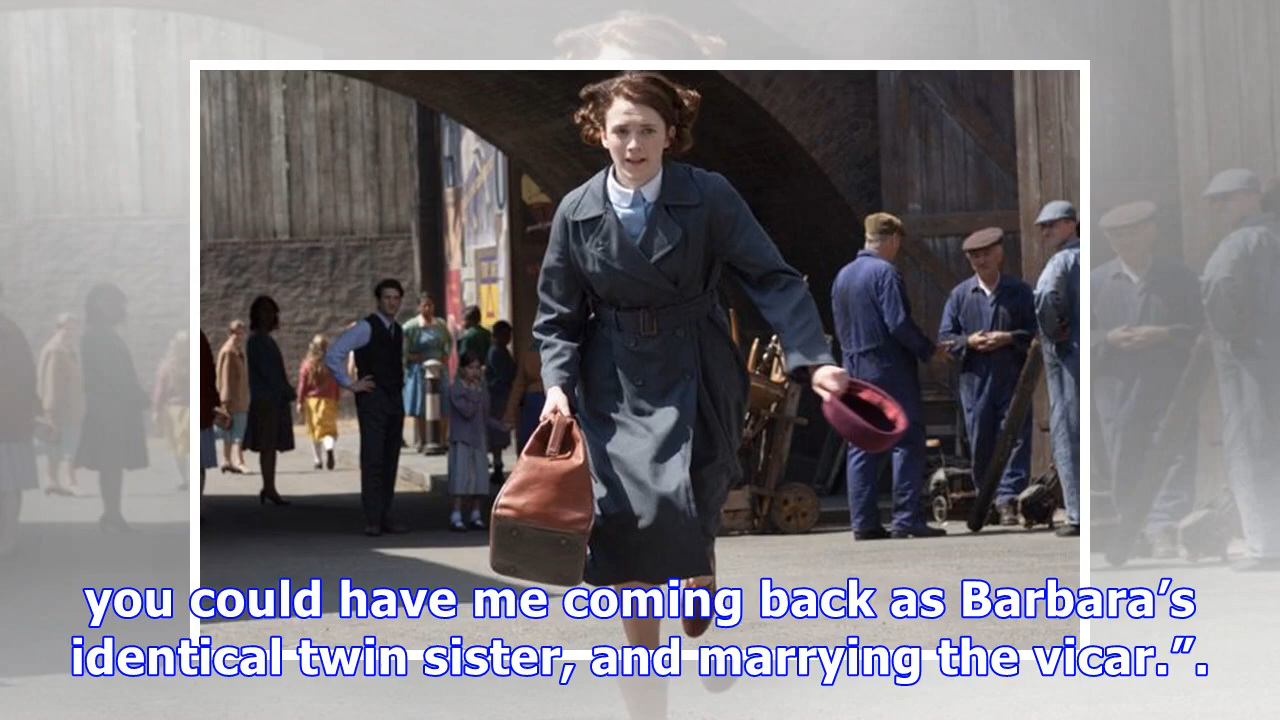 you could have me coming back as Barbara’s
identical twin sister, and marrying the vicar.”.